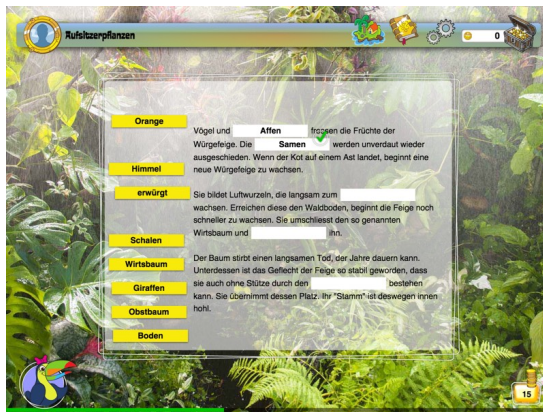 Aufsitzerpflanzen
0
Orange
Himmel
erwürgt
Schalen
Wirtsbaum
Giraffen
Obstbaum
Boden
Vögel und Affen fressen die Früchte der
Würgefeige. Die Samen werden unverdaut wieder
ausgeschieden. Wenn der Kot auf einem Ast landet, beginnt eine
neue Würgefeige zu wachsen.
Sie bildet Luftwurzeln, die langsam zum
wachsen. Erreichen diese den Waldboden, beginnt die Feige noch
schneller zu wachsen. Sie umschliesst den so genannten
Wirtsbaum und ihn.
Der Baum stirbt einen langsamen Tod, der Jahre dauern kann.
Unterdessen ist das Geflecht der Feige so stabil geworden, dass
sie auch ohne Stütze durch den bestehen
kann. Sie übernimmt dessen Platz. Ihr "Stamm" ist deswegen innen
hohl.
15